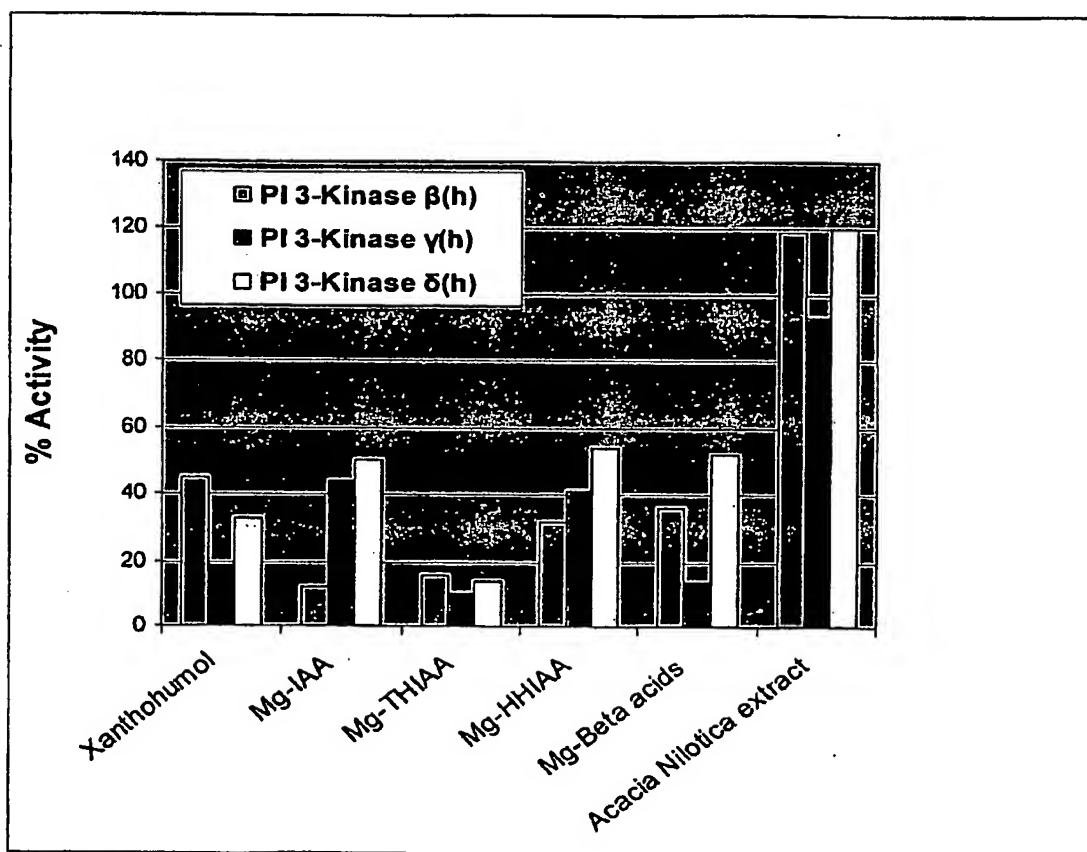 140
120
100
80
60
40
20
0
% Activity
PI 3-Kinase β(h)
PI 3-Kinase γ(h)
PI 3-Kinase δ(h)
Xanthohumol
Mg-IAA
Mg-THIAA
Mg-HHIAA
Mg-Beta acids
Acacia Nilotica extract